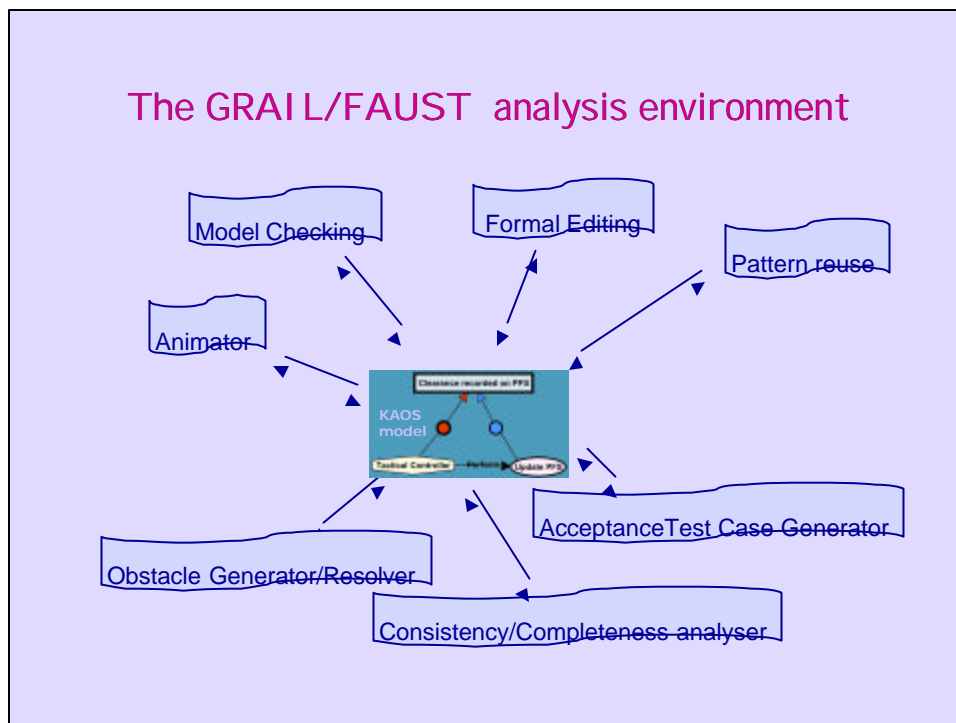 The GRAIL/FAUST analysis environment
Model Checking
Formal Editing
Pattern reuse
Animator
Clearance recorded on PFS
KAOS
model
Tactical Controller
Perform
Update PFS
AcceptanceTest Case Generator
Obstacle Generator/Resolver
Consistency/Completeness analyser